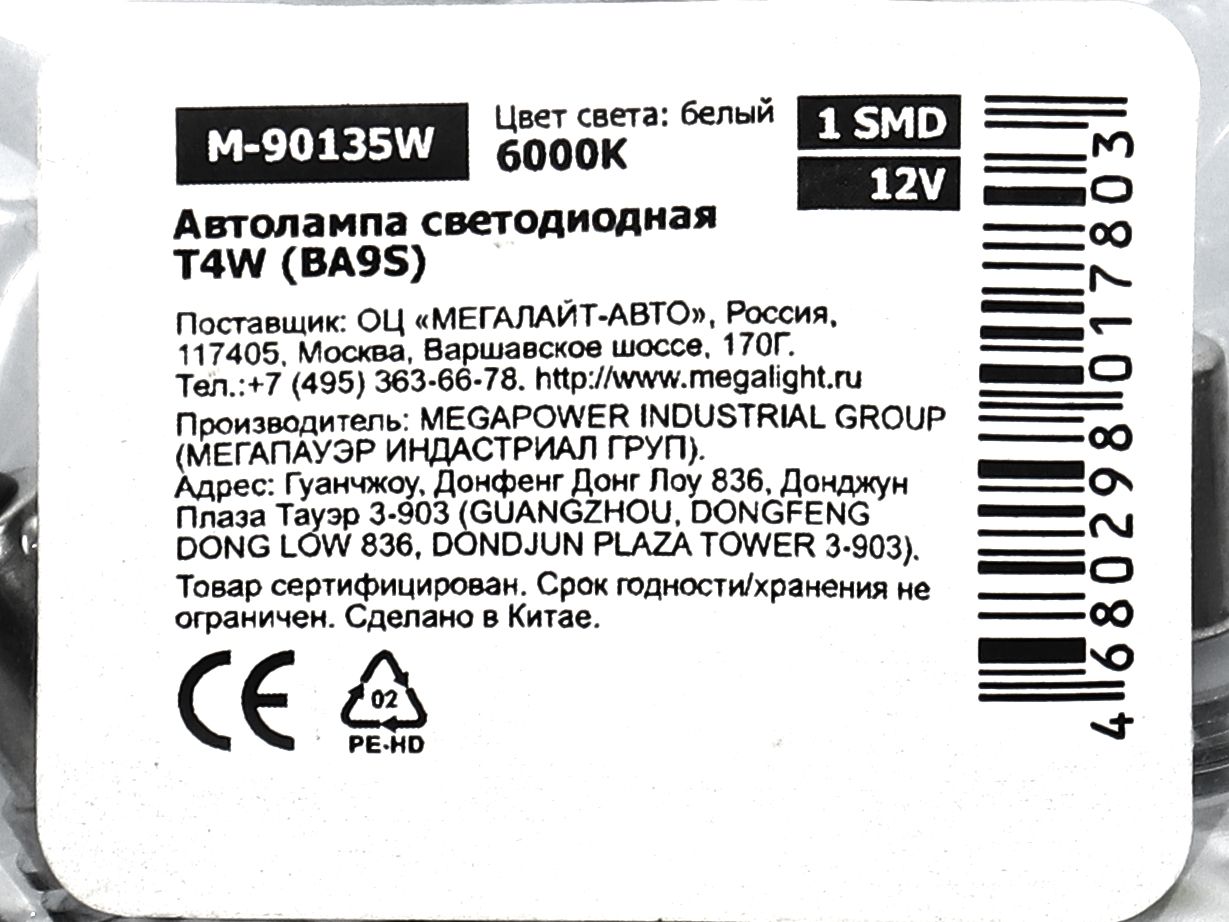 M-90135W
Цвет света: белый
6000K
1 SMD
12V
Автолампа светодиодная
T4W (BA9S)
Поставщик: ОЦ «МЕГАЛАЙТ-АВТО», Россия,
117405, Москва, Варшавское шоссе, 170Г.
Тел.:+7 (495) 363-66-78. http://www.megalight.ru
Производитель: MEGAPOWER INDUSTRIAL GROUP
(МЕГАПАУЭР ИНДАСТРИАЛ ГРУП).
Адрес: Гуанчжоу, Донфенг Донг Лоу 836, Донджун
Плаза Тауэр 3-903 (GUANGZHOU, DONGFENG
DONG LOW 836, DONDJUN PLAZA TOWER 3-903).
Товар сертифицирован. Срок годности/хранения не
ограничен. Сделано в Китае.
CE
02
PE-HD
4680298017803